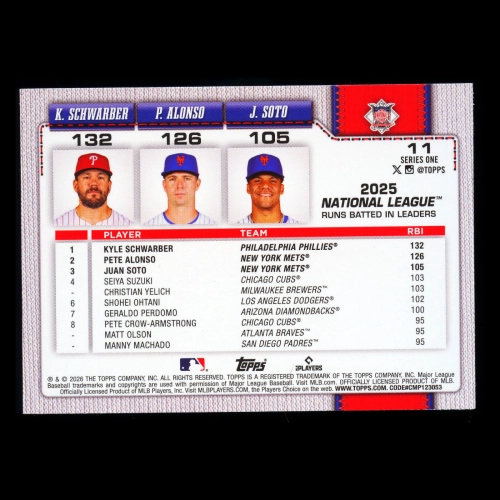 K. SCHWARBER P. ALONSO J. SOTO
132 126 105
11
SERIES ONE
X @TOPPS
2025
NATIONAL LEAGUE™
RUNS BATTED IN LEADERS
PLAYER TEAM RBI
1 KYLE SCHWARBER PHILADELPHIA PHILLIES® 132
2 PETE ALONSO NEW YORK METS® 126
3 JUAN SOTO NEW YORK METS® 105
4 SEIYA SUZUKI CHICAGO CUBS® 103
- CHRISTIAN YELICH MILWAUKEE BREWERS™ 103
6 SHOHEI OHTANI LOS ANGELES DODGERS® 102
7 GERALDO PERDOMO ARIZONA DIAMONDBACKS® 100
8 PETE CROW-ARMSTRONG CHICAGO CUBS® 95
- MATT OLSON ATLANTA BRAVES™ 95
- MANNY MACHADO SAN DIEGO PADRES™ 95
Topps PLAYERS
® & © 2026 THE TOPPS COMPANY, INC. ALL RIGHTS RESERVED. TOPPS IS A REGISTERED TRADEMARK OF THE TOPPS COMPANY, INC. Major League
Baseball trademarks and copyrights are used with permission of Major League Baseball. Visit MLB.com. OFFICIALLY LICENSED PRODUCT OF MLB
PLAYERS, INC. Visit MLBPLAYERS.com, the Players Choice on the web. WWW.TOPPS.COM. CODE#CMP123053